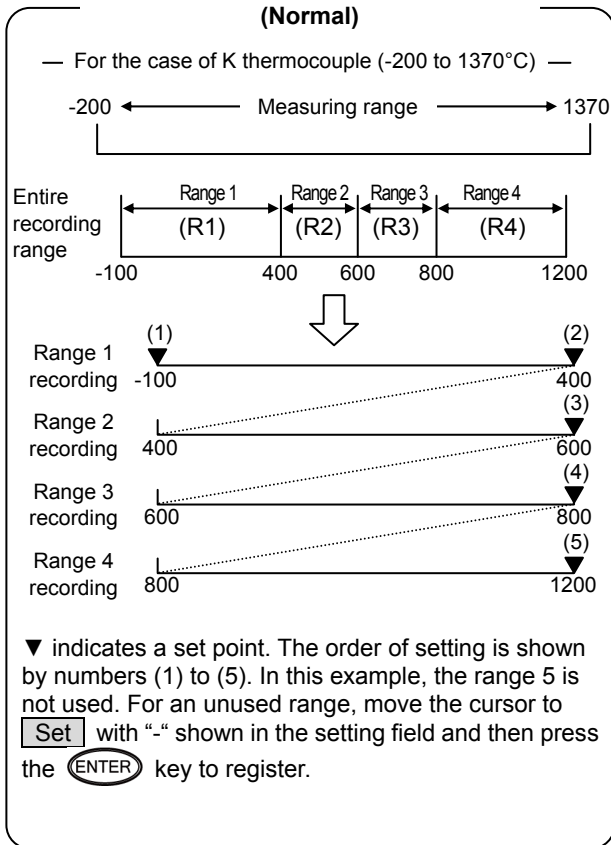 (Normal)
— For the case of K thermocouple (-200 to 1370°C) —
-200 Measuring range 1370
Entire recording range
Range 1 Range 2 Range 3 Range 4
(R1) (R2) (R3) (R4)
-100 400 600 800 1200
(1) (2)
Range 1 recording -100 400
(3)
Range 2 recording 400 600
(4)
Range 3 recording 600 800
(5)
Range 4 recording 800 1200
▼ indicates a set point. The order of setting is shown
by numbers (1) to (5). In this example, the range 5 is
not used. For an unused range, move the cursor to
Set with “-“ shown in the setting field and then press
the ENTER key to register.